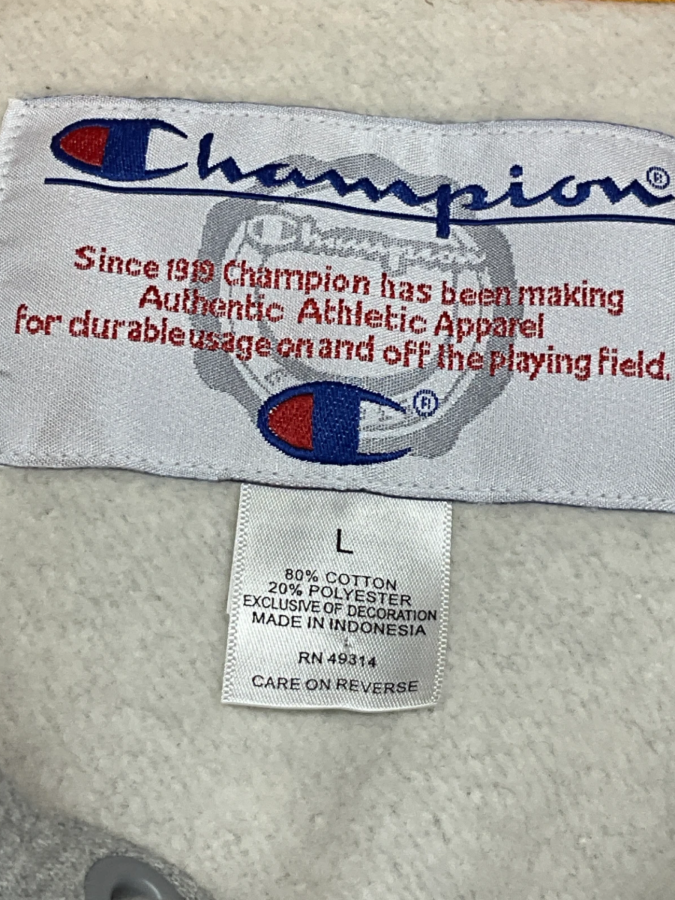 Champion®
Champion
Since 1919 Champion has been making
Authentic Athletic Apparel
for durable usage on and off the playing field.
®
L
80% COTTON
20% POLYESTER
EXCLUSIVE OF DECORATION
MADE IN INDONESIA
L
RN 49314
CARE ON REVERSE